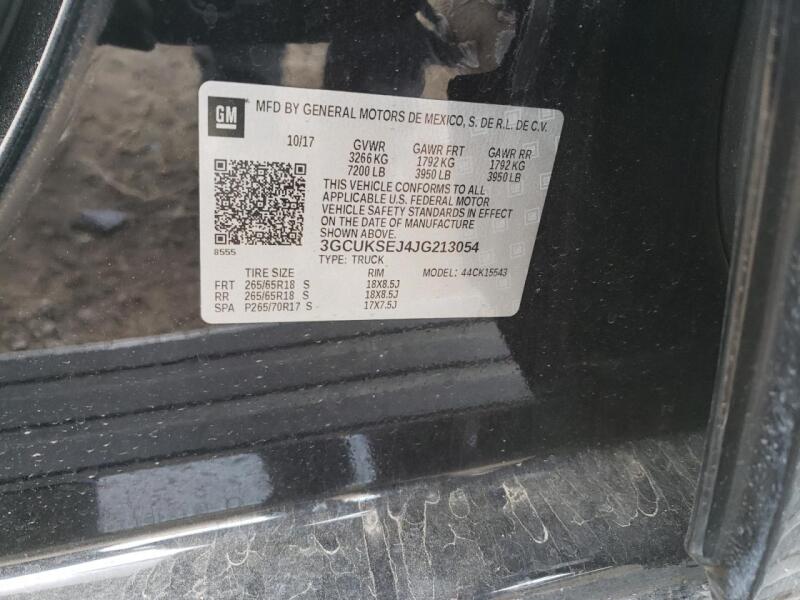 GM
MFD BY GENERAL MOTORS DE MEXICO, S. DE R.L. DE C.V.
10/17 GVWR GAWR FRT GAWR RR
3266 KG 1792 KG 1792 KG
7200 LB 3950 LB 3950 LB
THIS VEHICLE CONFORMS TO ALL
APPLICABLE U.S. FEDERAL MOTOR
VEHICLE SAFETY STANDARDS IN EFFECT
ON THE DATE OF MANUFACTURE
SHOWN ABOVE.
8555
3GCUKSEJ4JG213054
TYPE: TRUCK MODEL: 44CK15543
TIRE SIZE RIM
FRT 265/65R18 S 18X8.5J
RR 265/65R18 S 18X8.5J
SPA P265/70R17 S 17X7.5J